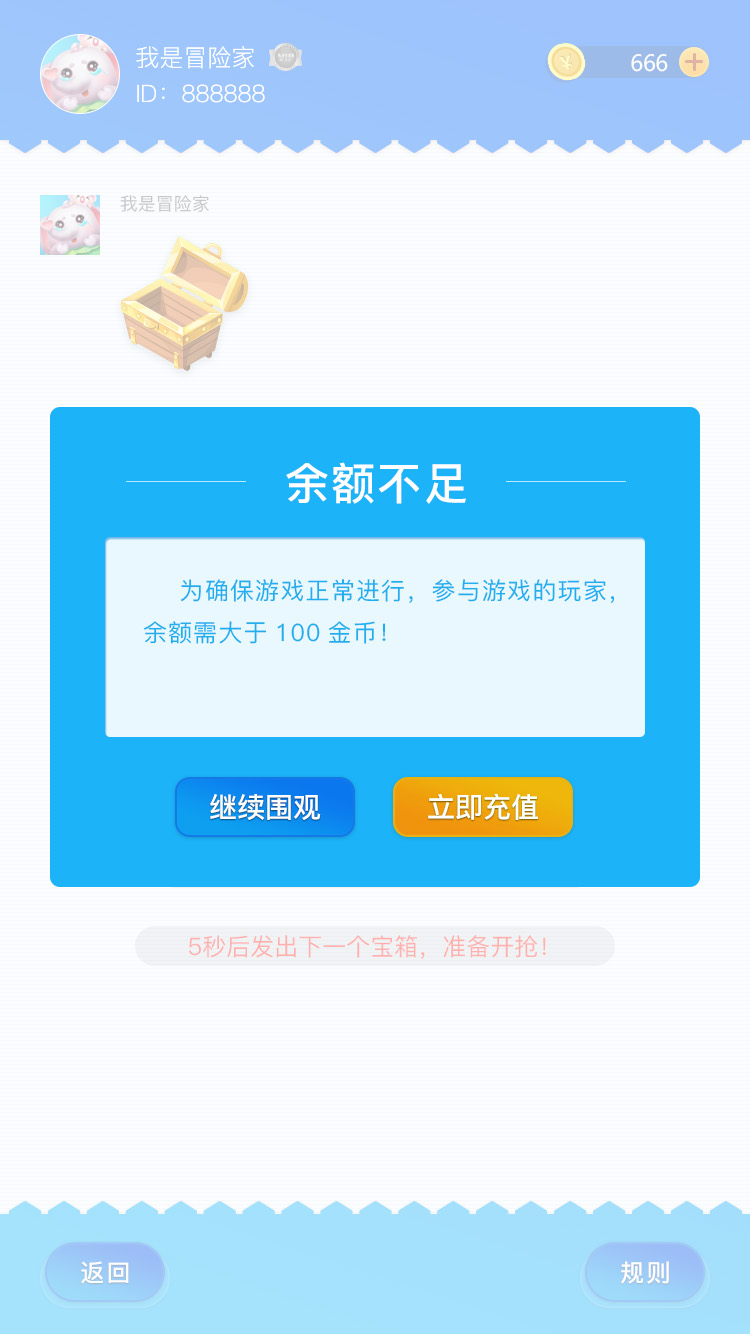 我是冒险家
ID：888888
¥ 666
我是冒险家
余额不足
为确保游戏正常进行，参与游戏的玩家，
余额需大于 100 金币！
继续围观 立即充值
5秒后发出下一个宝箱，准备开抢！
返回 规则